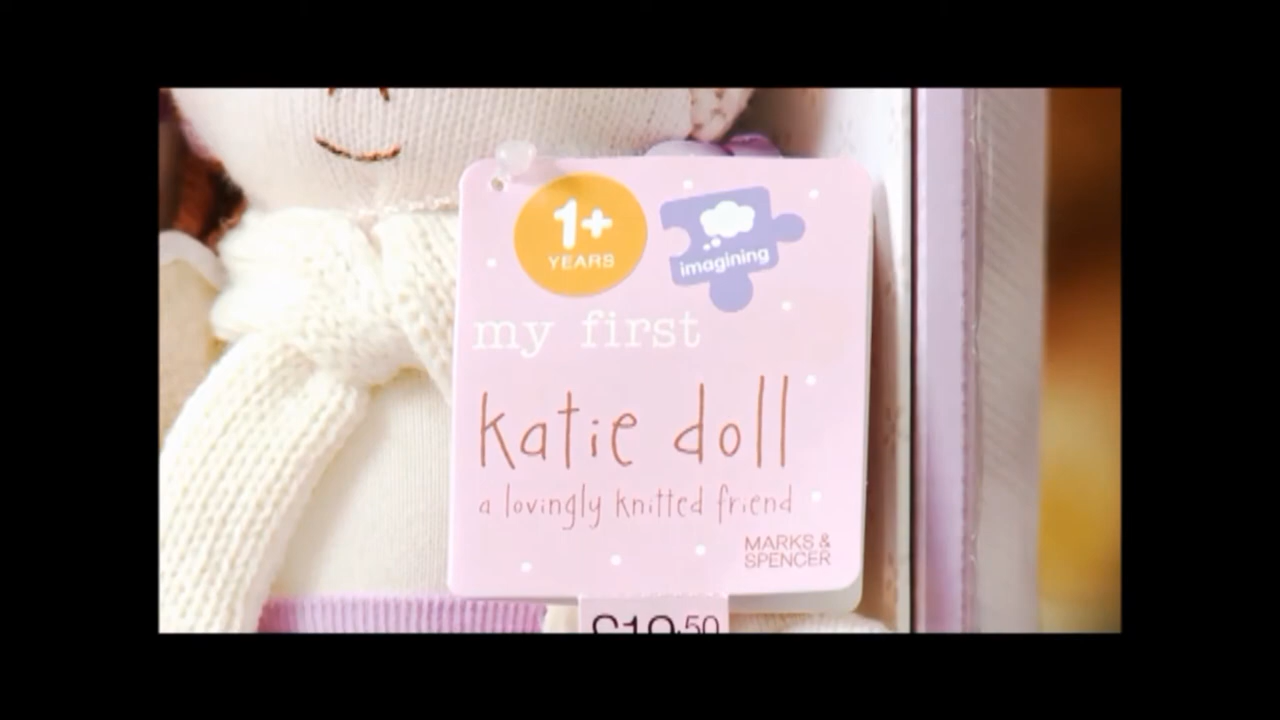 1+
YEARS
imagining
my first
katie doll
a lovingly knitted friend
MARKS &
SPENCER